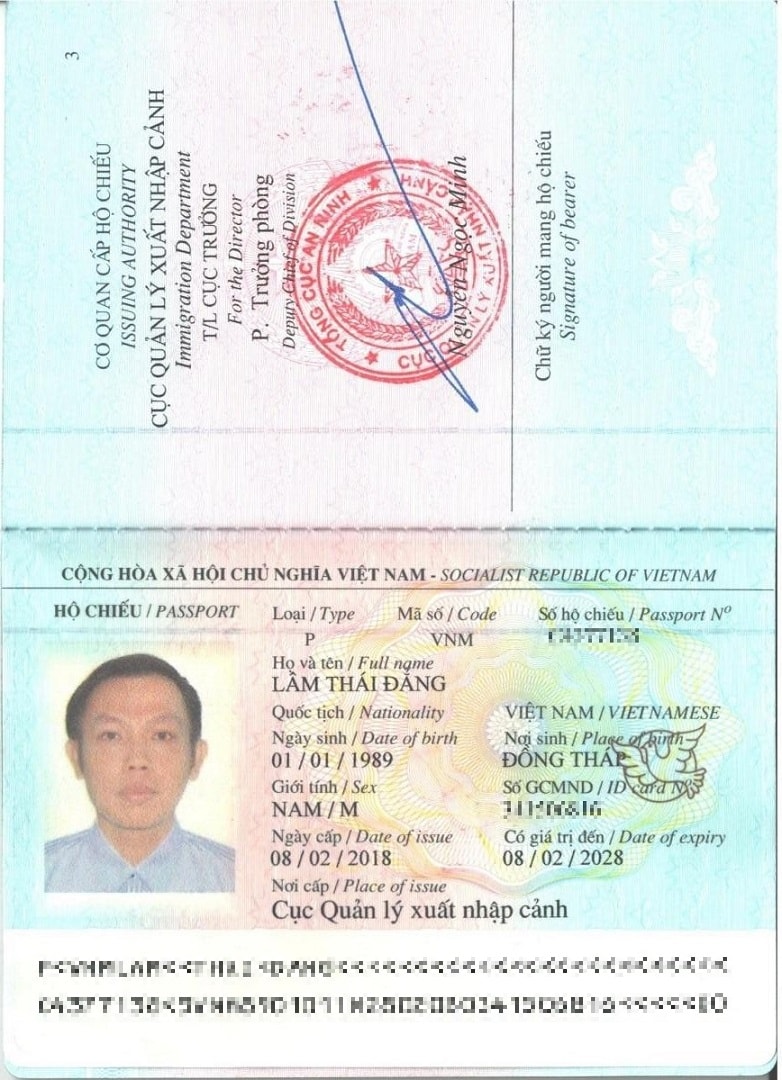 3
CƠ QUAN CẤP HỘ CHIẾU
ISSUING AUTHORITY
CỤC QUẢN LÝ XUẤT NHẬP CẢNH
Immigration Department
T/L CỤC TRƯỞNG
For the Director
P. Trưởng phòng
Deputy Chief of Division
TỔNG CỤC AN NINH
CỤC QUẢN LÝ XUẤT NHẬP CẢNH
Nguyễn Ngọc Minh
Chữ ký người mang hộ chiếu
Signature of bearer
CỘNG HÒA XÃ HỘI CHỦ NGHĨA VIỆT NAM - SOCIALIST REPUBLIC OF VIETNAM
HỘ CHIẾU / PASSPORT Loại / Type Mã số / Code Số hộ chiếu / Passport Nº
P VNM
Họ và tên / Full name
LÂM THÁI ĐĂNG
Quốc tịch / Nationality VIỆT NAM / VIETNAMESE
Ngày sinh / Date of birth Nơi sinh / Place of birth
01 / 01 / 1989 ĐỒNG THÁP
Giới tính / Sex Số GCMND / ID card Nº
NAM / M
Ngày cấp / Date of issue Có giá trị đến / Date of expiry
08 / 02 / 2018 08 / 02 / 2028
Nơi cấp / Place of issue
Cục Quản lý xuất nhập cảnh